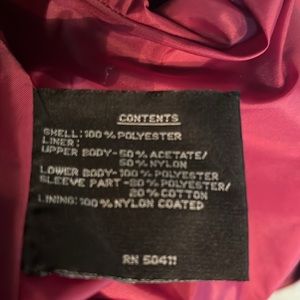 CONTENTS
SHELL: 100% POLYESTER
LINER:
UPPER BODY-50% ACETATE/
50% NYLON
LOWER BODY-100% POLYESTER
SLEEVE PART-80% POLYESTER/
20% COTTON
LINING: 100% NYLON COATED
RN 50411